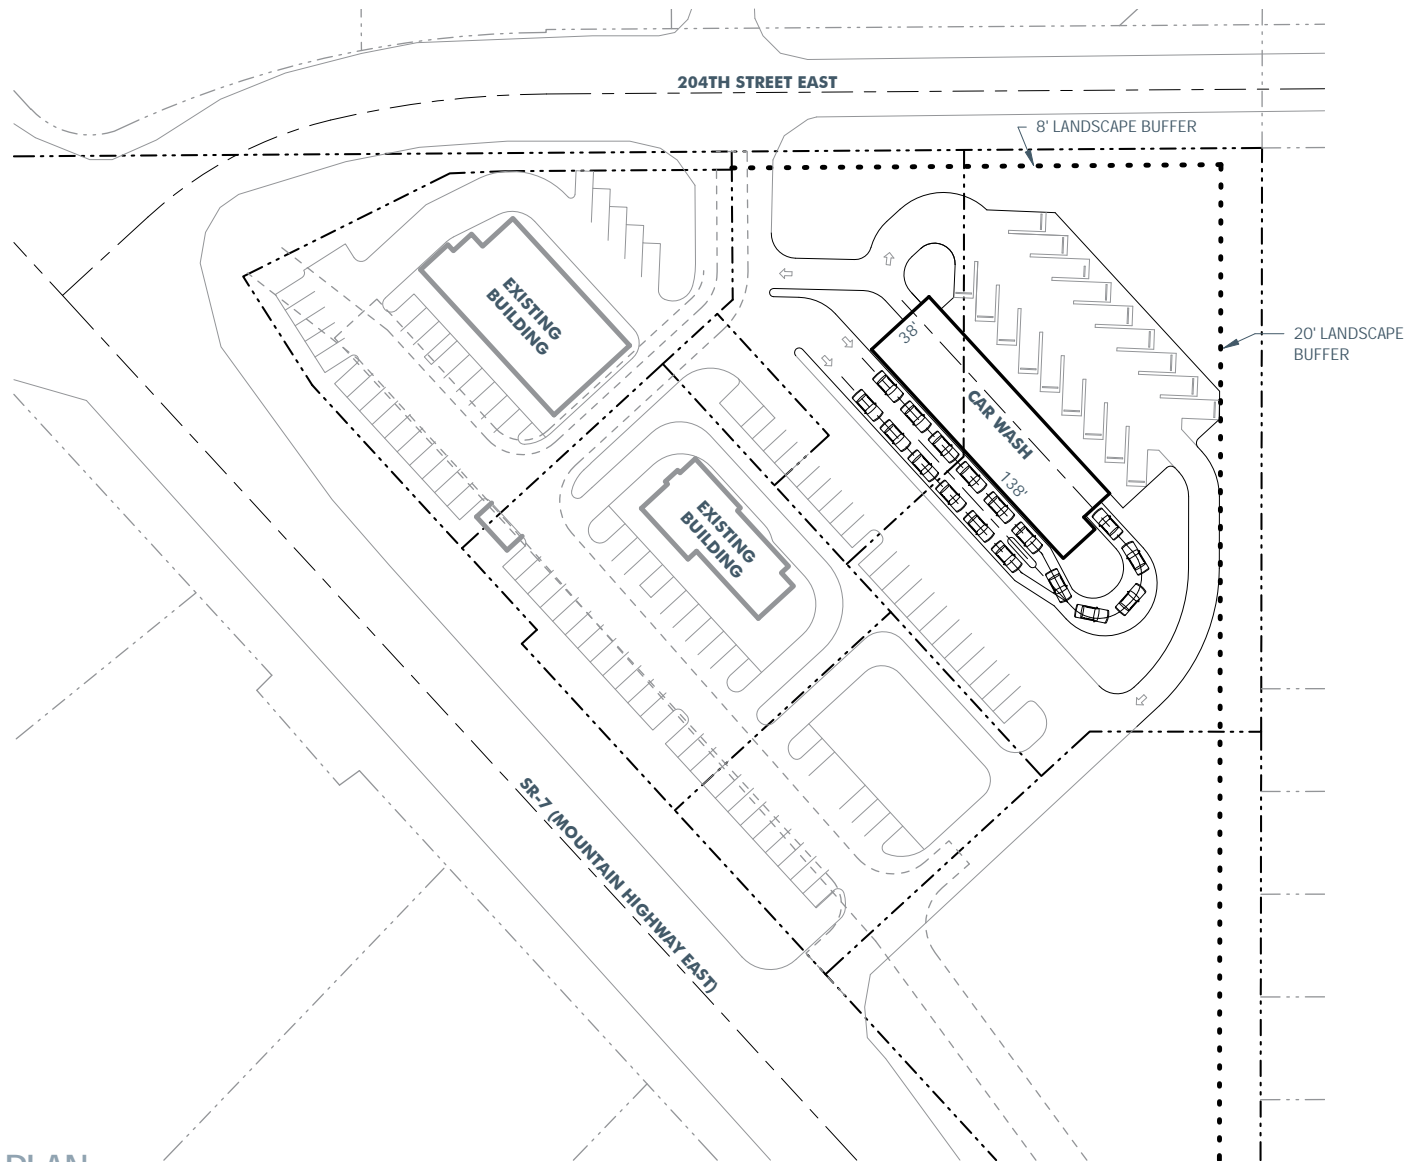 204TH STREET EAST
8' LANDSCAPE BUFFER
EXISTING
BUILDING
38'
20' LANDSCAPE
BUFFER
CAR WASH
138'
EXISTING
BUILDING
SR-7 (MOUNTAIN HIGHWAY EAST)
PLAN